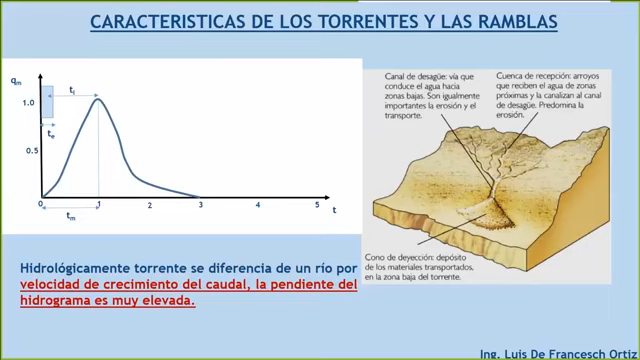 CARACTERISTICAS DE LOS TORRENTES Y LAS RAMBLAS
qm
tl
1.0
te
0.5
0
1
2
3
4
5
t
tm
Canal de desagüe: vía que
conduce el agua hacia
zonas bajas. Son igualmente
importantes la erosión y el
transporte.
Cuenca de recepción: arroyos
que reciben el agua de zonas
próximas y la canalizan al canal
de desagüe. Predomina la
erosión.
Cono de deyección: depósito
de los materiales transportados,
en la zona baja del torrente.
Hidrológicamente torrente se diferencia de un río por
velocidad de crecimiento del caudal, la pendiente del
hidrograma es muy elevada.
Ing. Luis De Francesch Ortiz